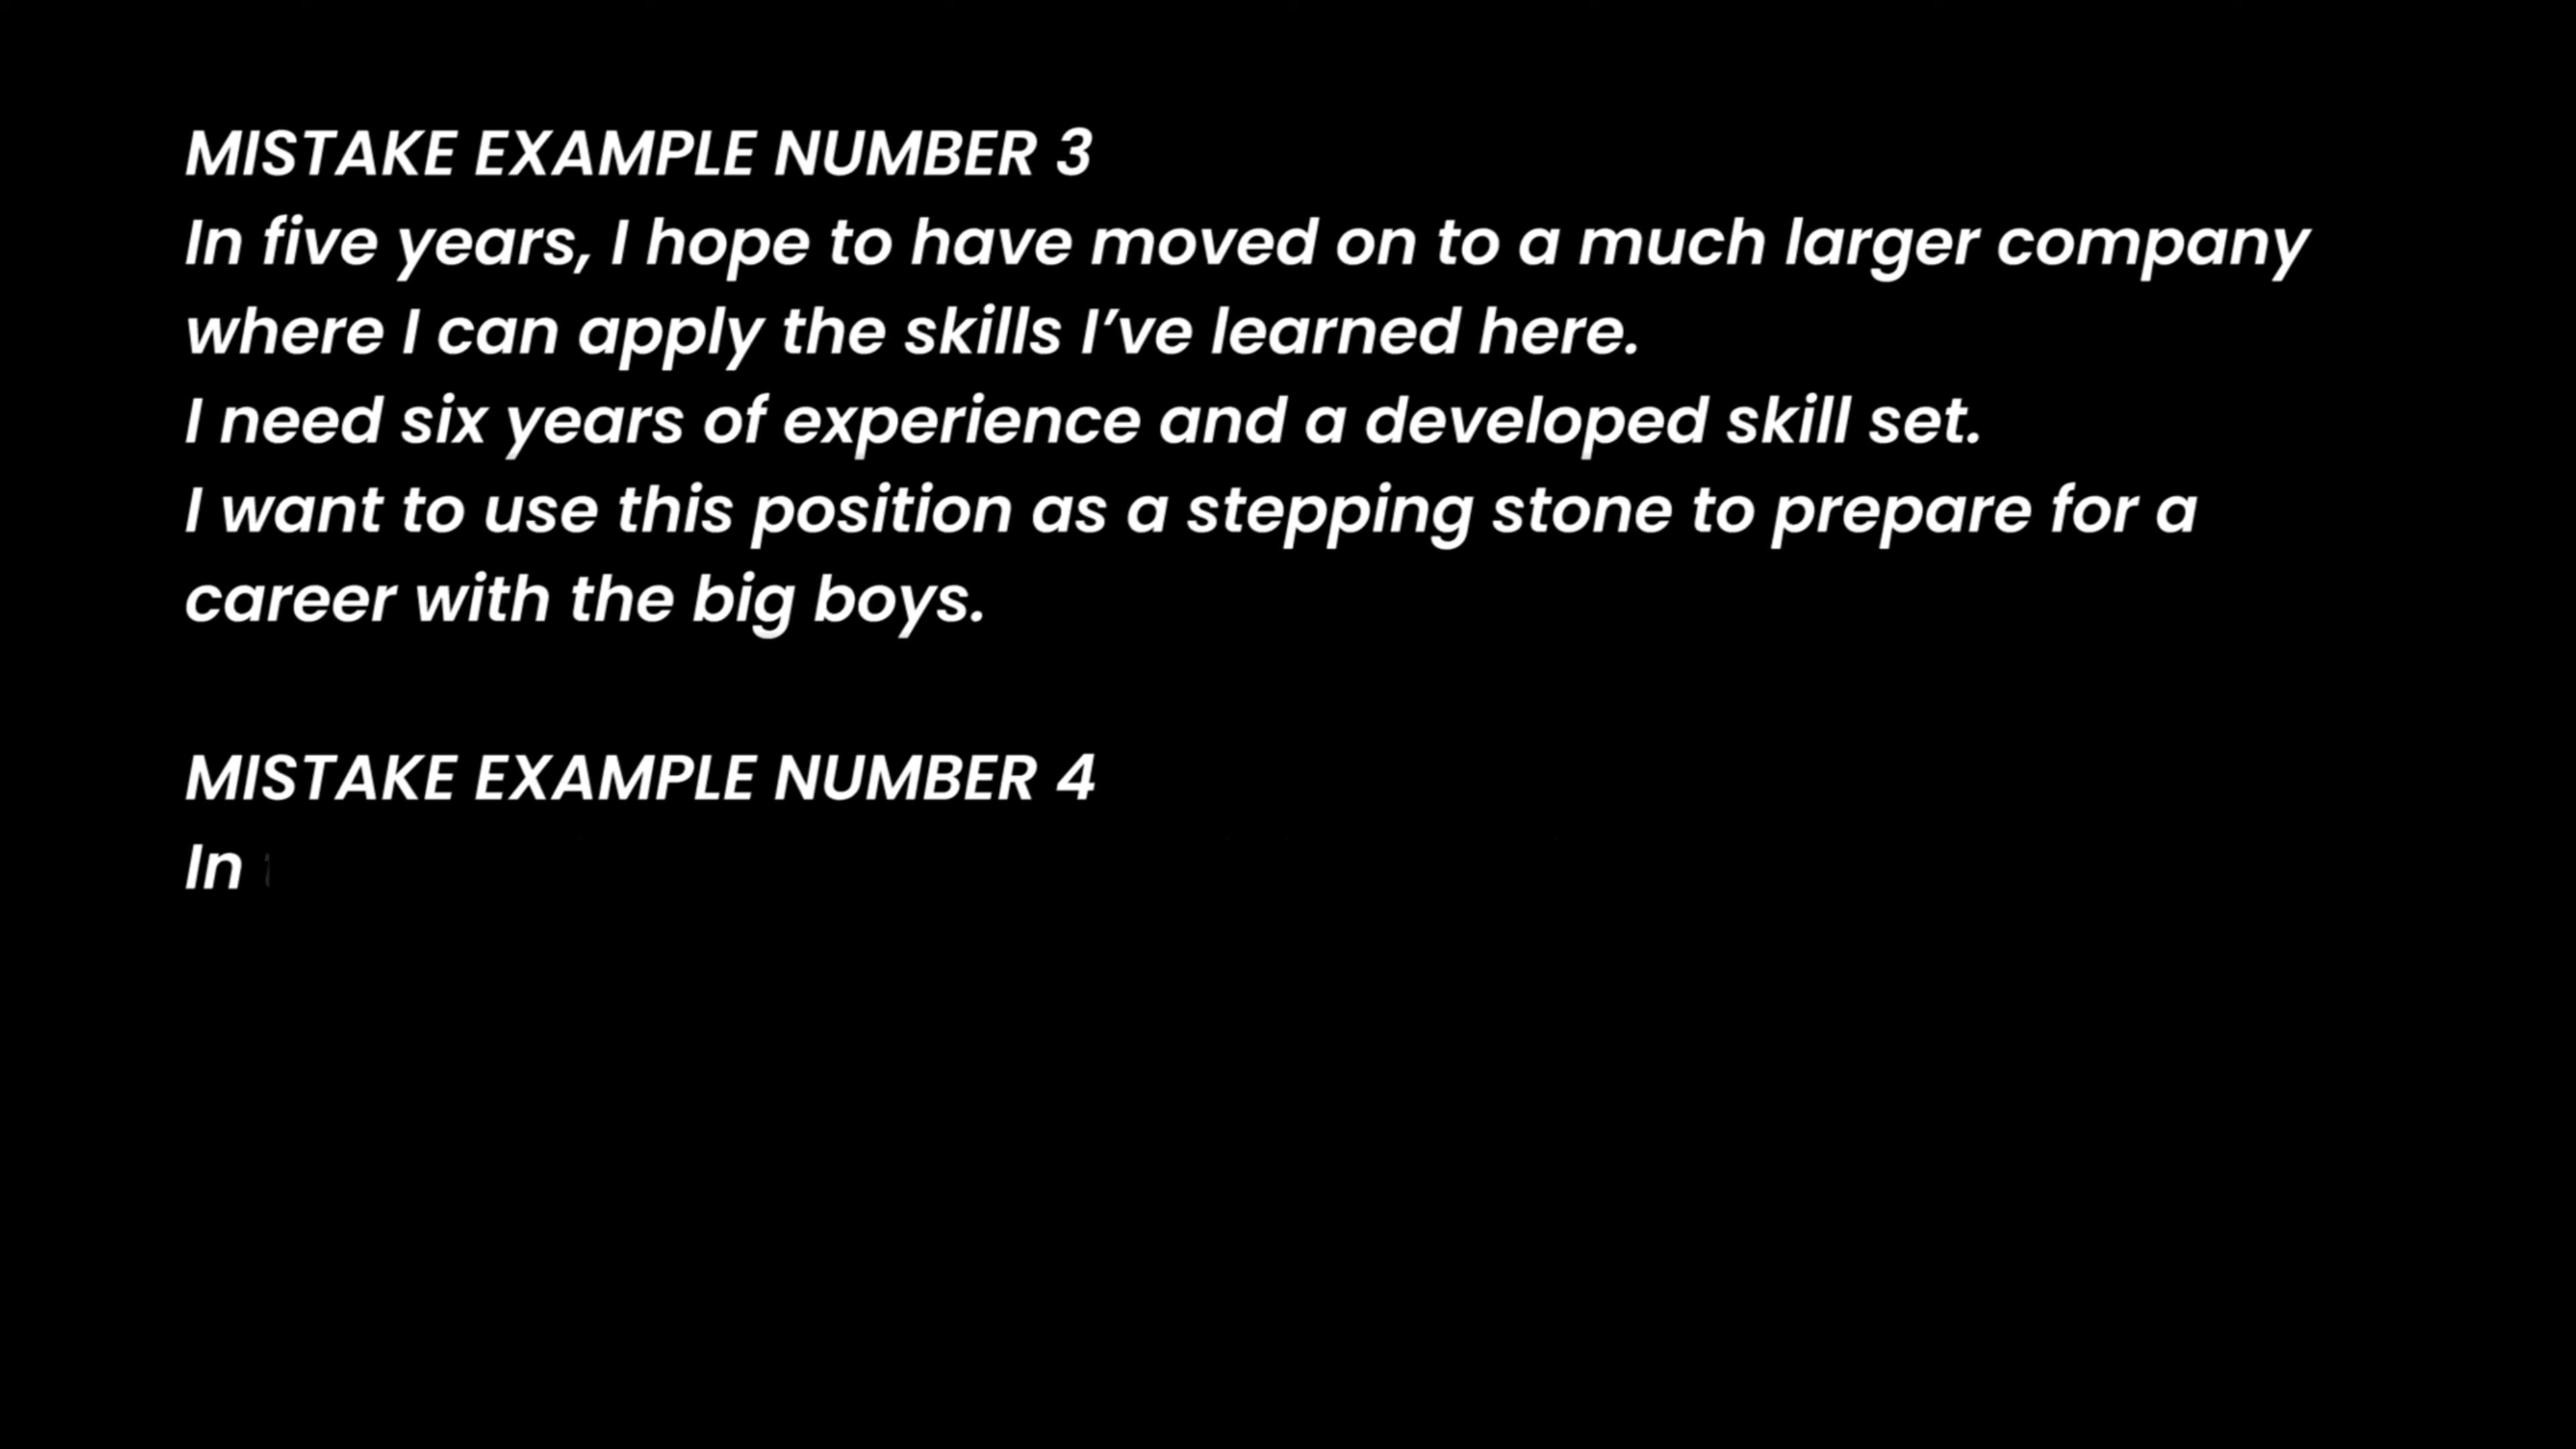 MISTAKE EXAMPLE NUMBER 3
In five years, I hope to have moved on to a much larger company
where I can apply the skills I’ve learned here.
I need six years of experience and a developed skill set.
I want to use this position as a stepping stone to prepare for a
career with the big boys.
MISTAKE EXAMPLE NUMBER 4
In